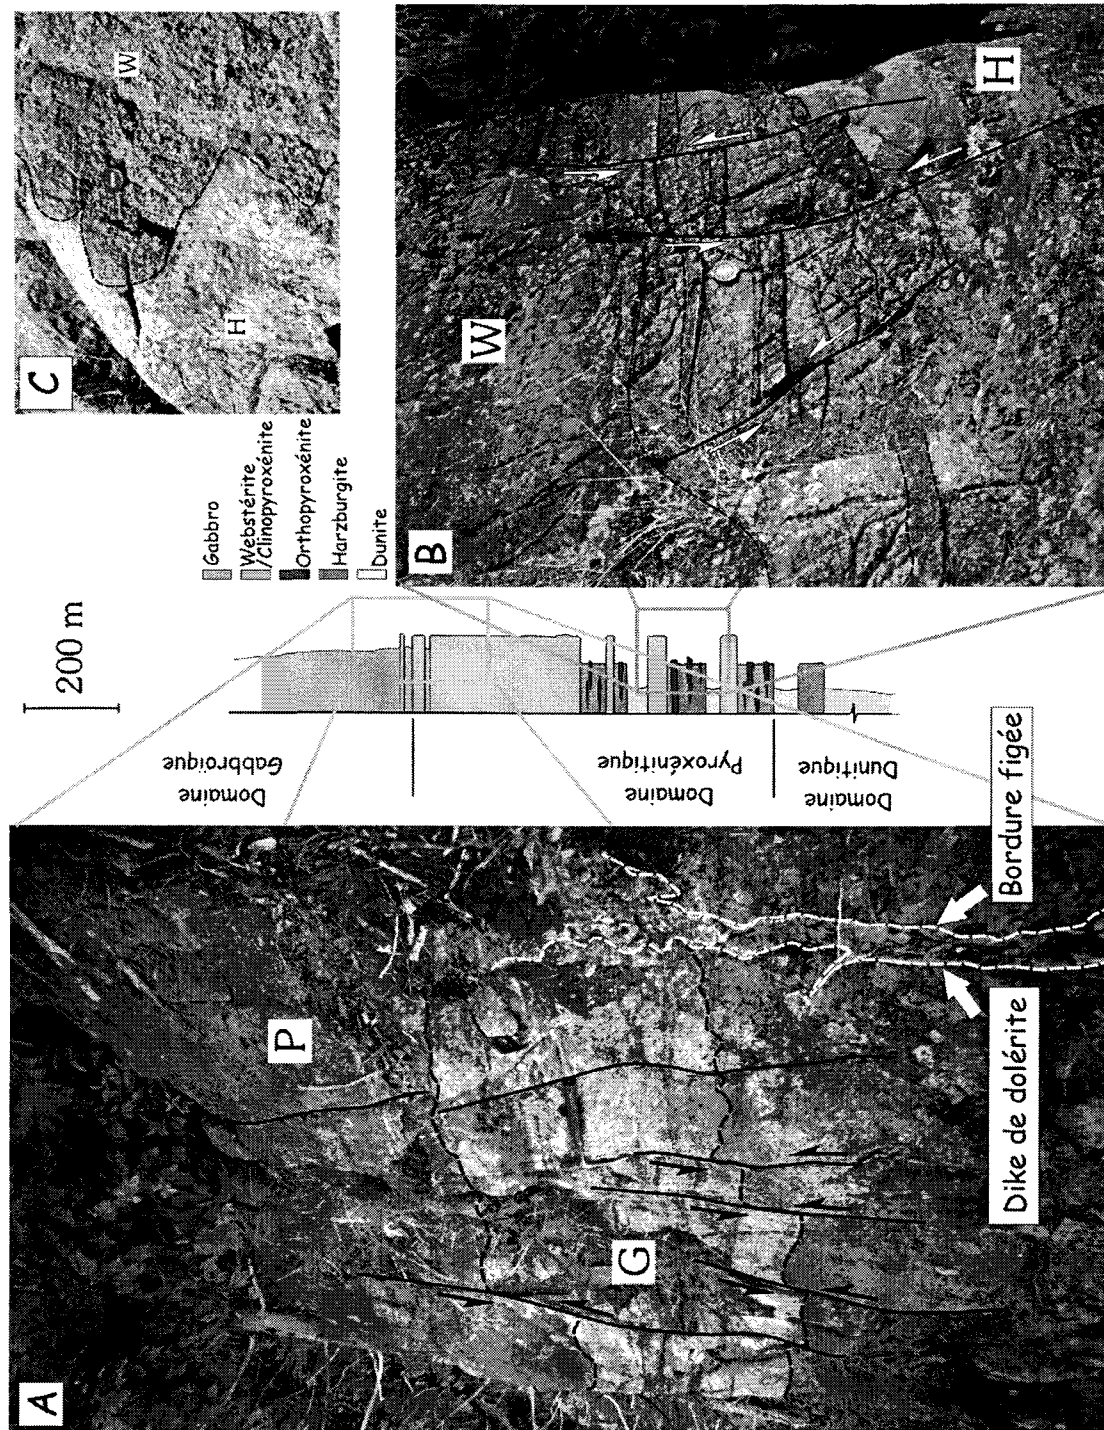 A
P
G
Dike de dolérite
Bordure figée
200 m
Domaine
Gabbroïque
Domaine
Pyroxénitique
Domaine
Dunitique
Gabbro
Webstérite
/Clinopyroxénite
Orthopyroxénite
Harzburgite
Dunite
B
W
H
C
W
H